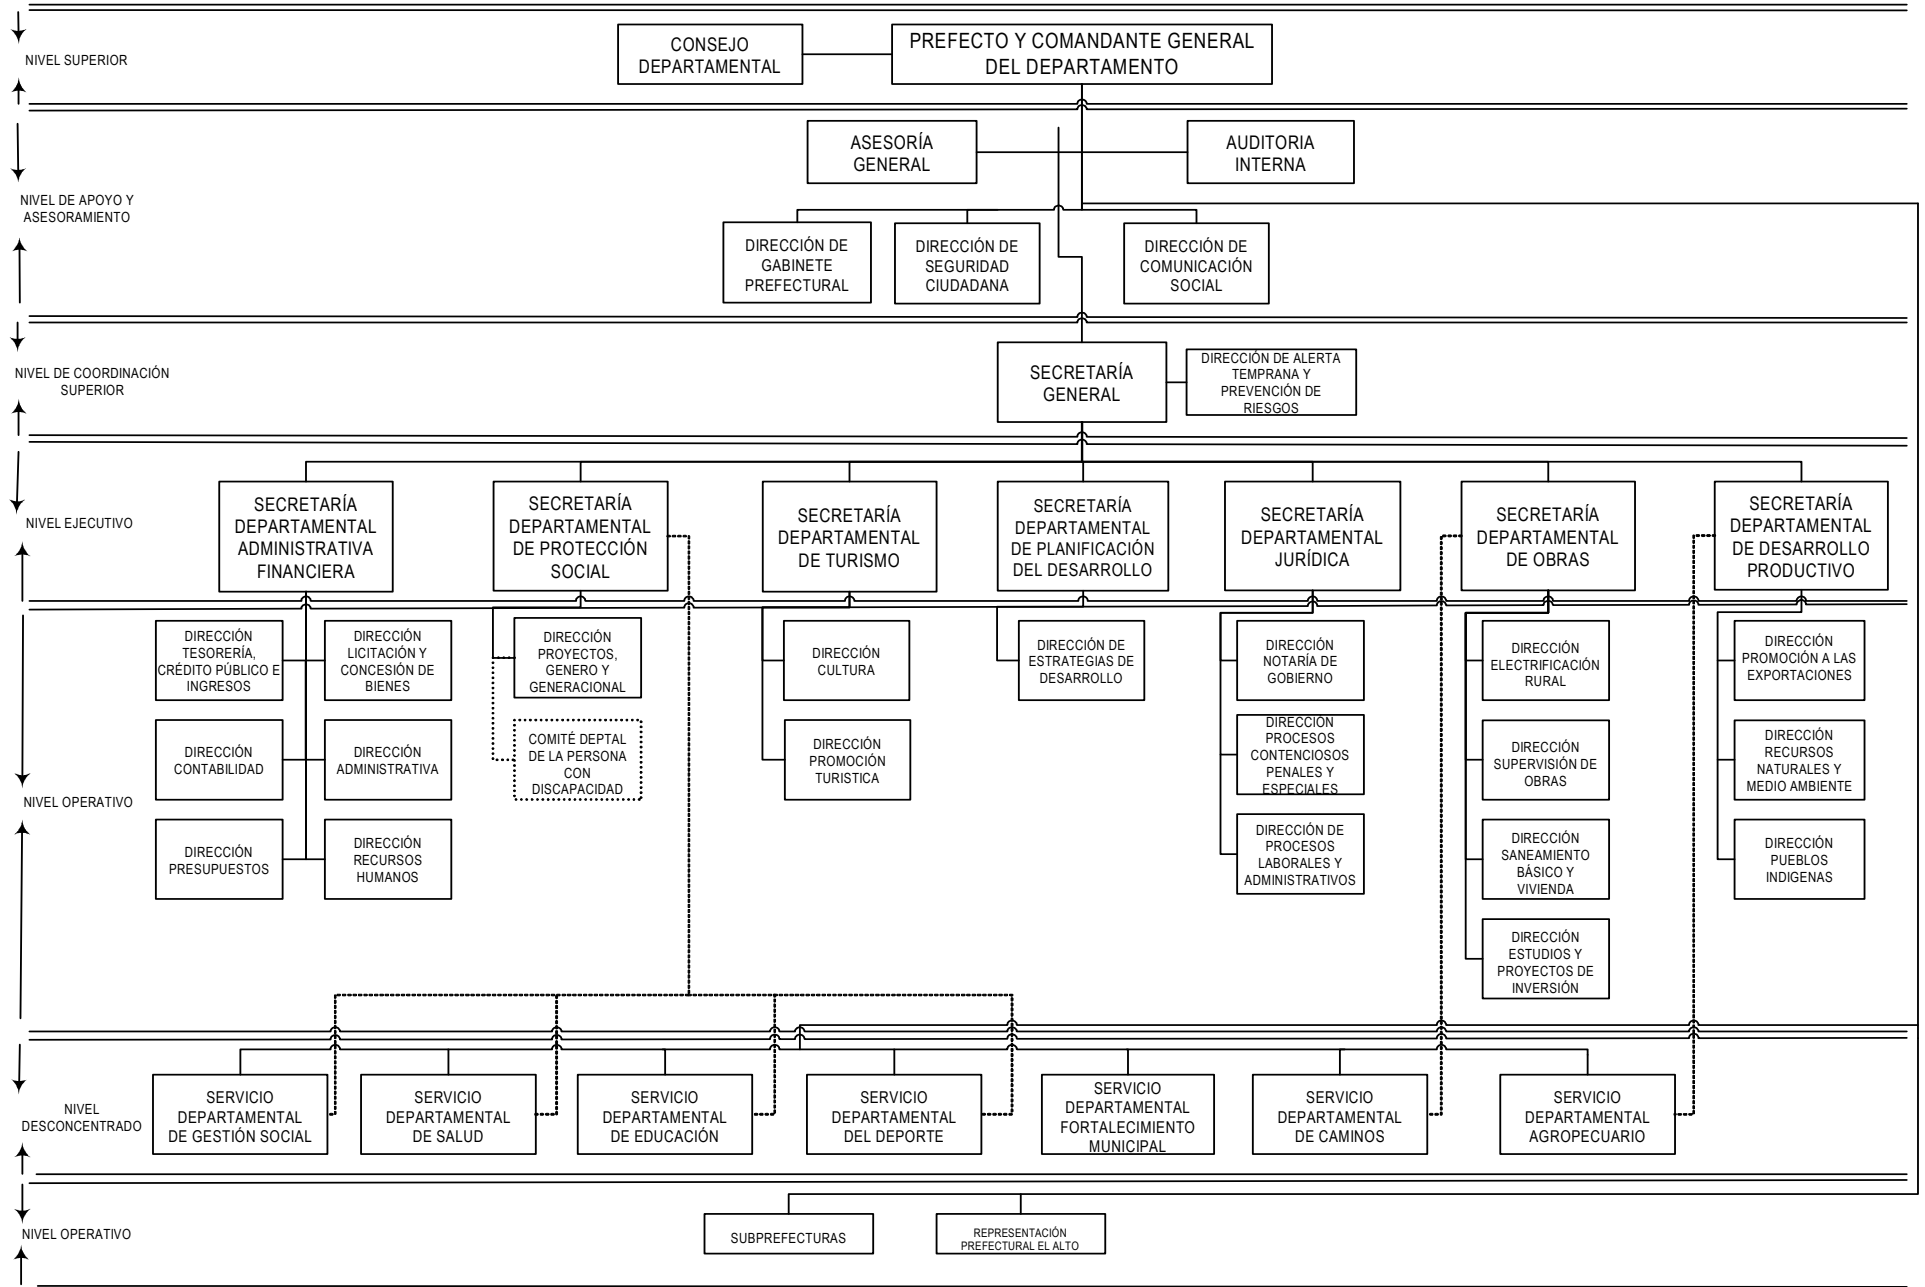 NIVEL SUPERIOR
CONSEJO
DEPARTAMENTAL
PREFECTO Y COMANDANTE GENERAL
DEL DEPARTAMENTO
NIVEL DE APOYO Y
ASESORAMIENTO
ASESORÍA
GENERAL
AUDITORIA
INTERNA
DIRECCIÓN DE
GABINETE
PREFECTURAL
DIRECCIÓN DE
SEGURIDAD
CIUDADANA
DIRECCIÓN DE
COMUNICACIÓN
SOCIAL
NIVEL DE COORDINACIÓN
SUPERIOR
SECRETARÍA
GENERAL
DIRECCIÓN DE ALERTA
TEMPRANA Y
PREVENCIÓN DE
RIESGOS
NIVEL EJECUTIVO
SECRETARÍA
DEPARTAMENTAL
ADMINISTRATIVA
FINANCIERA
SECRETARÍA
DEPARTAMENTAL
DE PROTECCIÓN
SOCIAL
SECRETARÍA
DEPARTAMENTAL
DE TURISMO
SECRETARÍA
DEPARTAMENTAL
DE PLANIFICACIÓN
DEL DESARROLLO
SECRETARÍA
DEPARTAMENTAL
JURÍDICA
SECRETARÍA
DEPARTAMENTAL
DE OBRAS
SECRETARÍA
DEPARTAMENTAL
DE DESARROLLO
PRODUCTIVO
NIVEL OPERATIVO
DIRECCIÓN
TESORERÍA,
CRÉDITO PÚBLICO E
INGRESOS
DIRECCIÓN
LICITACIÓN Y
CONCESIÓN DE
BIENES
DIRECCIÓN
CONTABILIDAD
DIRECCIÓN
ADMINISTRATIVA
DIRECCIÓN
PRESUPUESTOS
DIRECCIÓN
RECURSOS
HUMANOS
DIRECCIÓN
PROYECTOS,
GENERO Y
GENERACIONAL
COMITÉ DEPTAL
DE LA PERSONA
CON
DISCAPACIDAD
DIRECCIÓN
CULTURA
DIRECCIÓN
PROMOCIÓN
TURISTICA
DIRECCIÓN DE
ESTRATEGIAS DE
DESARROLLO
DIRECCIÓN
NOTARÍA DE
GOBIERNO
DIRECCIÓN
PROCESOS
CONTENCIOSOS
PENALES Y
ESPECIALES
DIRECCIÓN DE
PROCESOS
LABORALES Y
ADMINISTRATIVOS
DIRECCIÓN
ELECTRIFICACIÓN
RURAL
DIRECCIÓN
SUPERVISIÓN DE
OBRAS
DIRECCIÓN
SANEAMIENTO
BÁSICO Y
VIVIENDA
DIRECCIÓN
ESTUDIOS Y
PROYECTOS DE
INVERSIÓN
DIRECCIÓN
PROMOCIÓN A LAS
EXPORTACIONES
DIRECCIÓN
RECURSOS
NATURALES Y
MEDIO AMBIENTE
DIRECCIÓN
PUEBLOS
INDIGENAS
NIVEL
DESCONCENTRADO
SERVICIO
DEPARTAMENTAL
DE GESTIÓN SOCIAL
SERVICIO
DEPARTAMENTAL
DE SALUD
SERVICIO
DEPARTAMENTAL
DE EDUCACIÓN
SERVICIO
DEPARTAMENTAL
DEL DEPORTE
SERVICIO
DEPARTAMENTAL
FORTALECIMIENTO
MUNICIPAL
SERVICIO
DEPARTAMENTAL
DE CAMINOS
SERVICIO
DEPARTAMENTAL
AGROPECUARIO
NIVEL OPERATIVO
SUBPREFECTURAS
REPRESENTACIÓN
PREFECTURAL EL ALTO